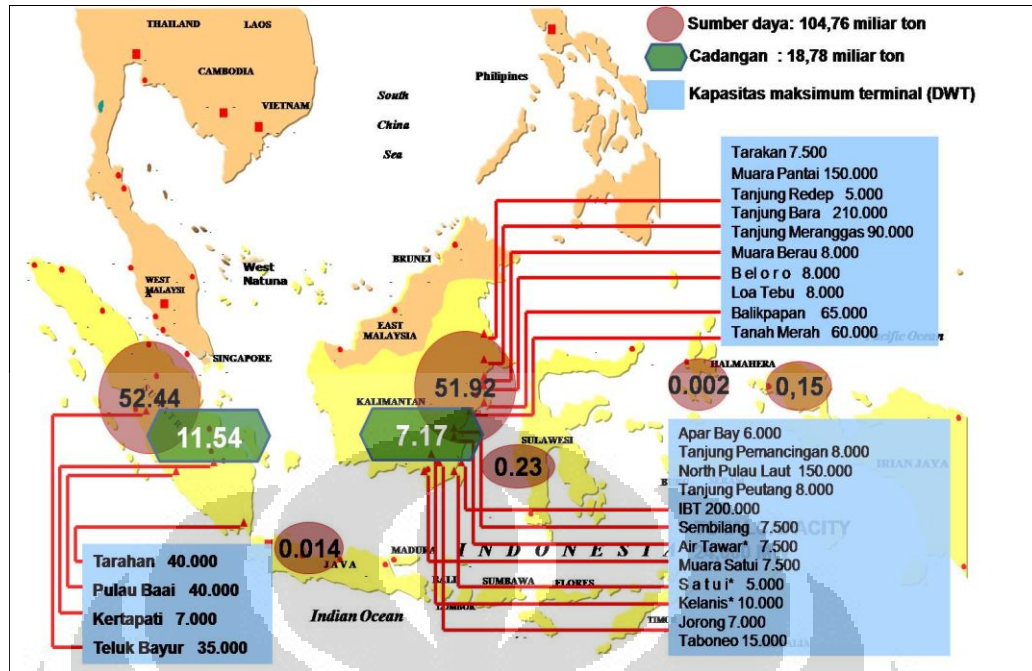 THAILAND
LAOS
CAMBODIA
VIETNAM
South
China
Sea
Philipines
Sumber daya: 104,76 miliar ton
Cadangan : 18,78 miliar ton
Kapasitas maksimum terminal (DWT)
Tarakan 7.500
Muara Pantai 150.000
Tanjung Redep 5.000
Tanjung Bara 210.000
Tanjung Meranggas 90.000
Muara Berau 8.000
Beloro 8.000
Loa Tebu 8.000
Balikpapan 65.000
Tanah Merah 60.000
BRUNEI
West
Natuna
WEST
MALAYSI
A
EAST
MALAYSIA
SINGAPORE
Pacific Ocean
HALMAHERA
52.44
11.54
KALIMANTAN
51.92
7.17
SULAWESI
0.23
0.002
0,15
IRIAN JAYA
Apar Bay 6.000
Tanjung Pemancingan 8.000
North Pulau Laut 150.000
Tanjung Peutang 8.000
IBT 200.000
Sembilang 7.500
Air Tawar* 7.500
Muara Satui 7.500
Satui* 5.000
Kelanis* 10.000
Jorong 7.000
Taboneo 15.000
INDONESIA
0.014
JAVA
MADURA
BALI
LOMBOK
SUMBAWA
FLORES
Indian Ocean
Tarahan 40.000
Pulau Baai 40.000
Kertapati 7.000
Teluk Bayur 35.000